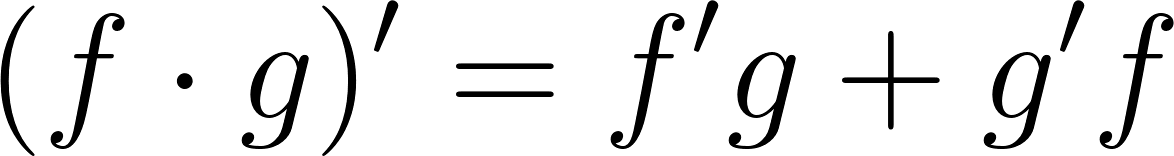 (f · g)′ = f′g + g′f